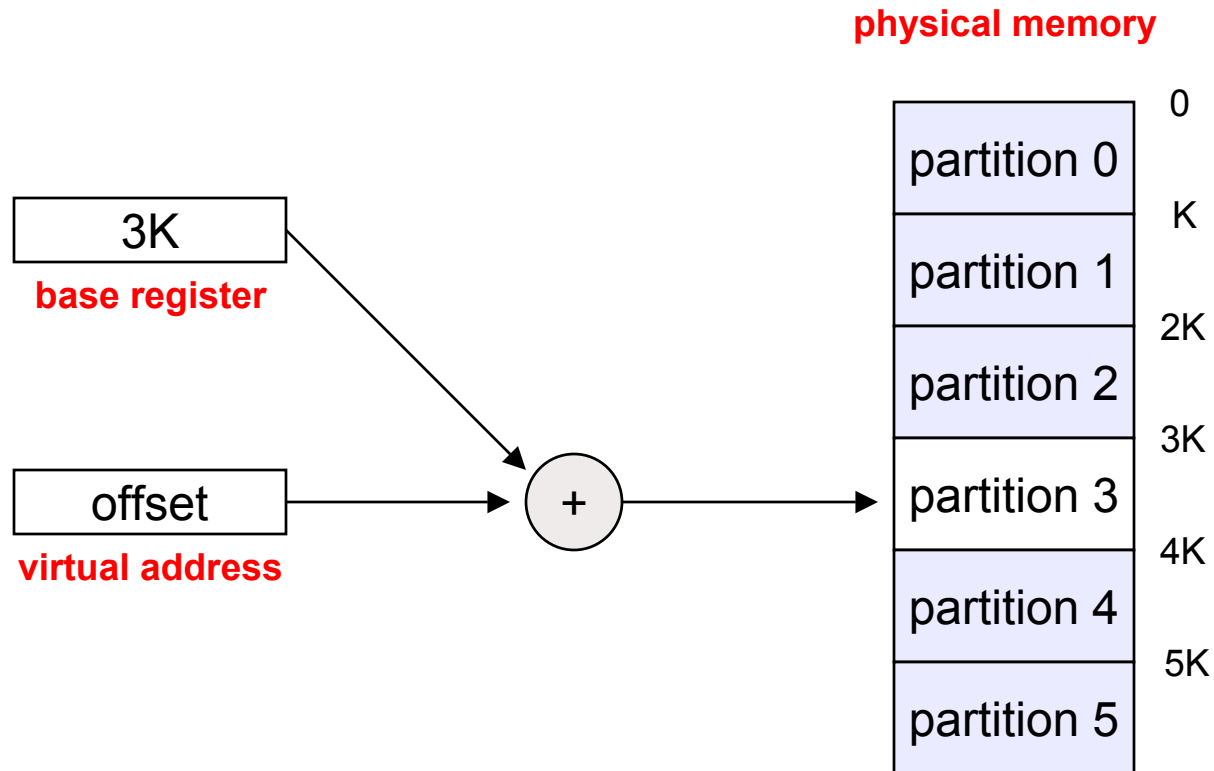 physical memory
0
partition 0
K
3K
base register
partition 1
2K
partition 2
3K
offset
virtual address
+
partition 3
4K
partition 4
5K
partition 5